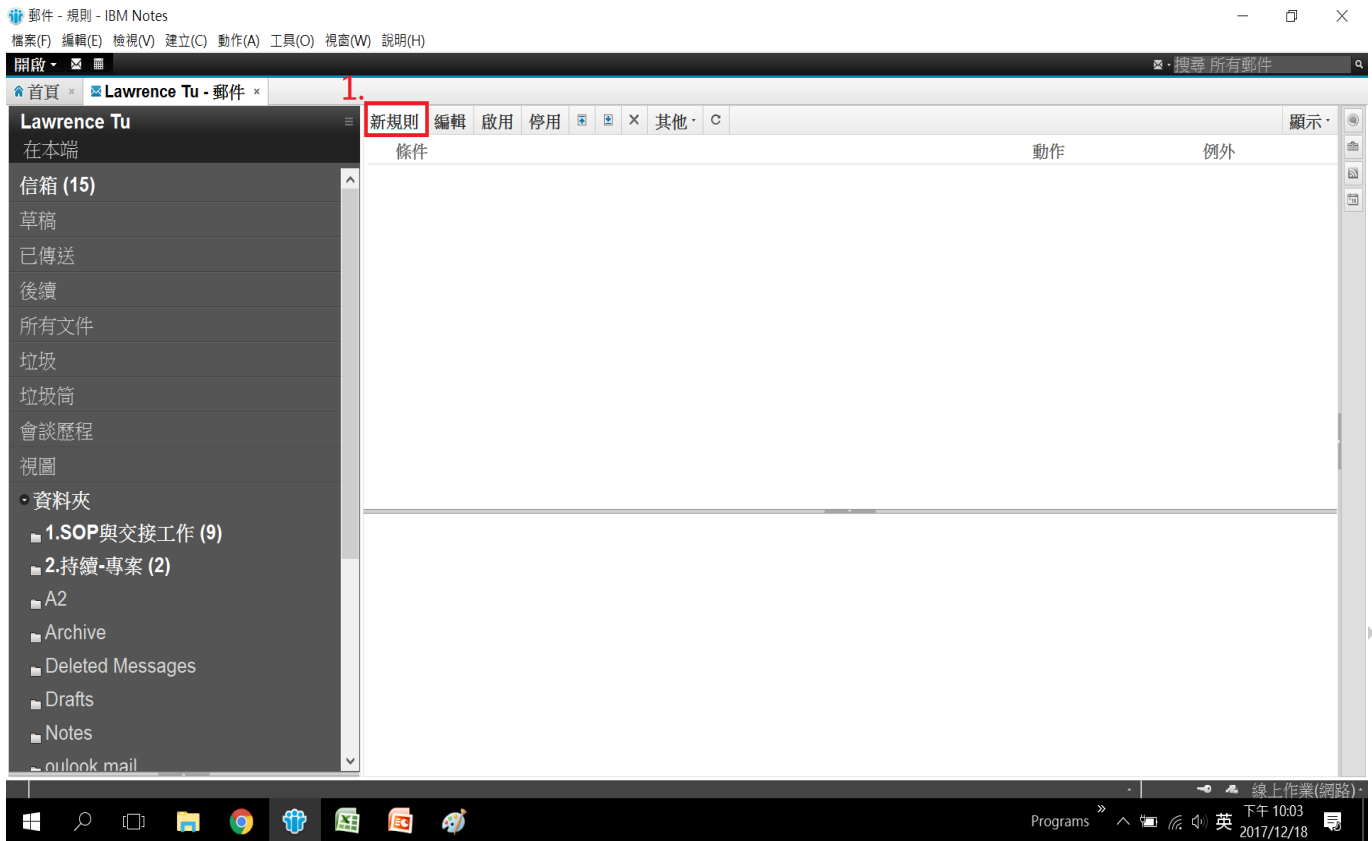 郵件 - 規則 - IBM Notes
檔案(F) 編輯(E) 檢視(V) 建立(C) 動作(A) 工具(O) 視窗(W) 說明(H)
開啟 搜尋 所有郵件
首頁 Lawrence Tu - 郵件 1.
Lawrence Tu 新規則 編輯 啟用 停用 其他 顯示
在本端 條件 動作 例外
信箱 (15)
草稿
已傳送
後續
所有文件
垃圾
垃圾筒
會談歷程
視圖
資料夾
1.SOP與交接工作 (9)
2.持續-專案 (2)
A2
Archive
Deleted Messages
Drafts
Notes
oulook mail
線上作業(網路)
Programs » 英 下午 10:03
2017/12/18